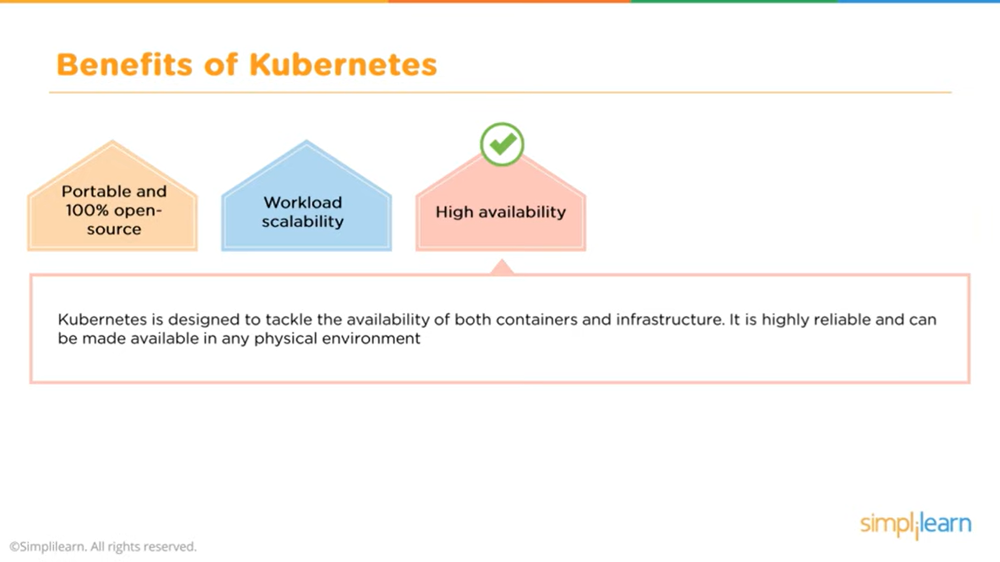 Benefits of Kubernetes
Portable and
100% open-
source
Workload
scalability
High availability
Kubernetes is designed to tackle the availability of both containers and infrastructure. It is highly reliable and can
be made available in any physical environment
simplilearn
©Simplilearn. All rights reserved.